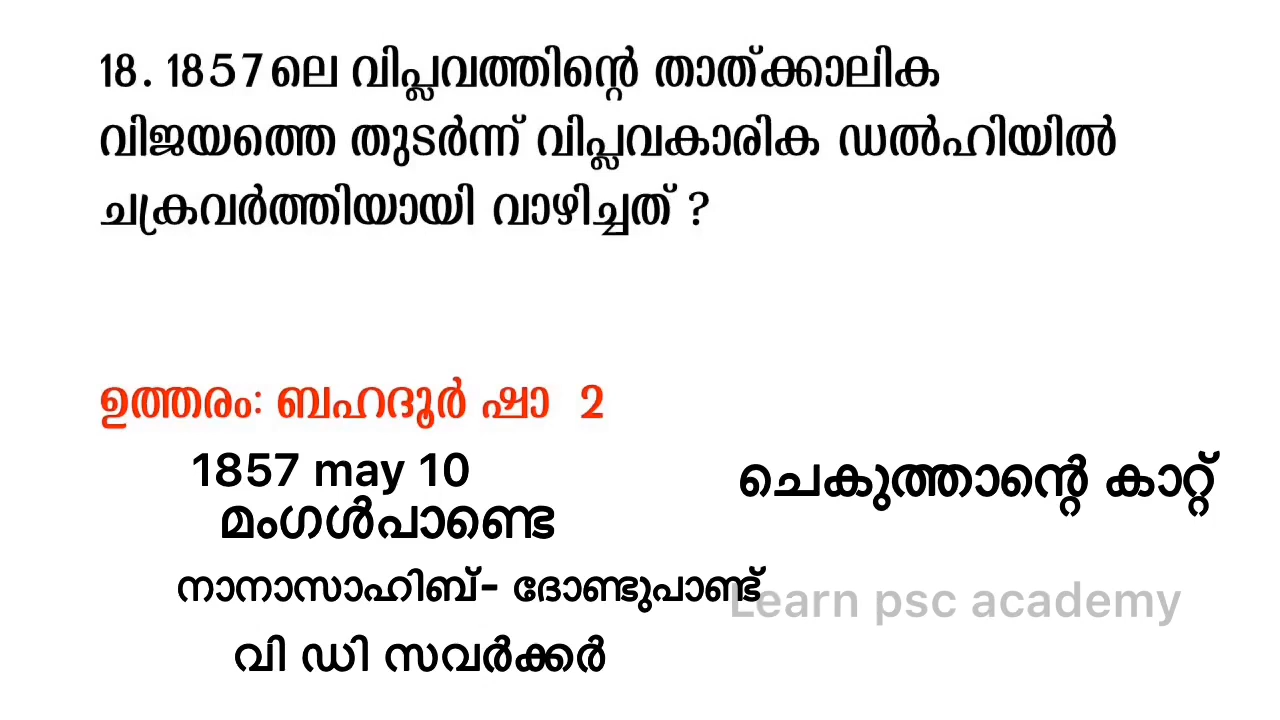 18. 1857ലെ വിപ്ലവത്തിന്റെ താത്ക്കാലിക
വിജയത്തെ തുടർന്ന് വിപ്ലവകാരിക ഡൽഹിയിൽ
ചക്രവർത്തിയായി വാഴിച്ചത് ?
ഉത്തരം: ബഹദൂർ ഷാ 2
1857 may 10
ചെകുത്താന്റെ കാറ്റ്
മംഗൾപാണ്ടെ
നാനാസാഹിബ്- ദോണ്ടുപാണ്ട്
Learn psc academy
വി ഡി സവർക്കർ